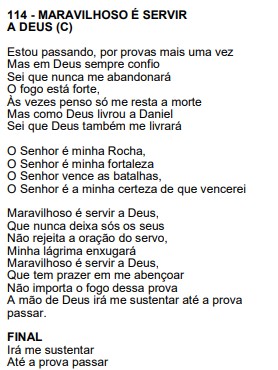 114 - MARAVILHOSO É SERVIR
A DEUS (C)
Estou passando, por provas mais uma vez
Mas em Deus sempre confio
Sei que nunca me abandonará
O fogo está forte,
Às vezes penso só me resta a morte
Mas como Deus livrou a Daniel
Sei que Deus também me livrará
O Senhor é minha Rocha,
O Senhor é minha fortaleza
O Senhor vence as batalhas,
O Senhor é a minha certeza de que vencerei
Maravilhoso é servir a Deus,
Que nunca deixa sós os seus
Não rejeita a oração do servo,
Minha lágrima enxugará
Maravilhoso é servir a Deus,
Que tem prazer em me abençoar
Não importa o fogo dessa prova
A mão de Deus irá me sustentar até a prova
passar.
FINAL
Irá me sustentar
Até a prova passar